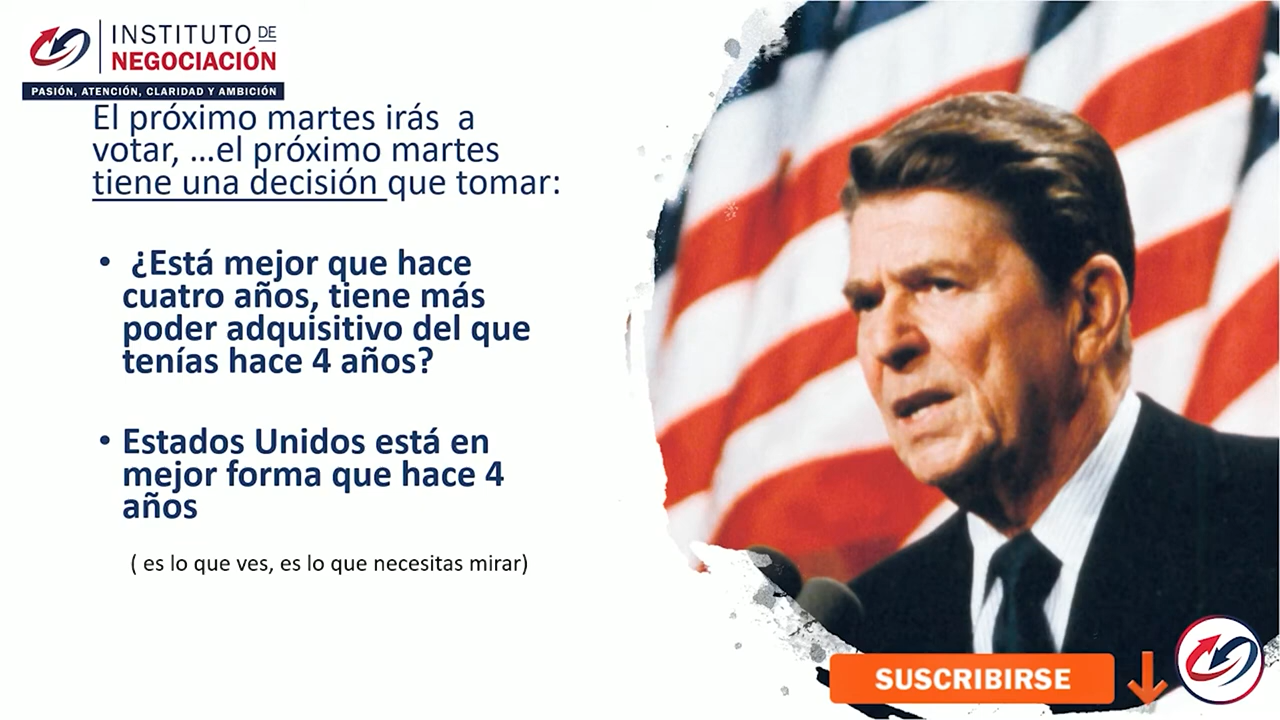 INSTITUTO DE
NEGOCIACIÓN
PASIÓN, ATENCIÓN, CLARIDAD Y AMBICIÓN
El próximo martes irás a
votar, ...el próximo martes
tiene una decisión que tomar:
• ¿Está mejor que hace
cuatro años, tiene más
poder adquisitivo del que
tenías hace 4 años?
• Estados Unidos está en
mejor forma que hace 4
años
( es lo que ves, es lo que necesitas mirar)
SUSCRIBIRSE